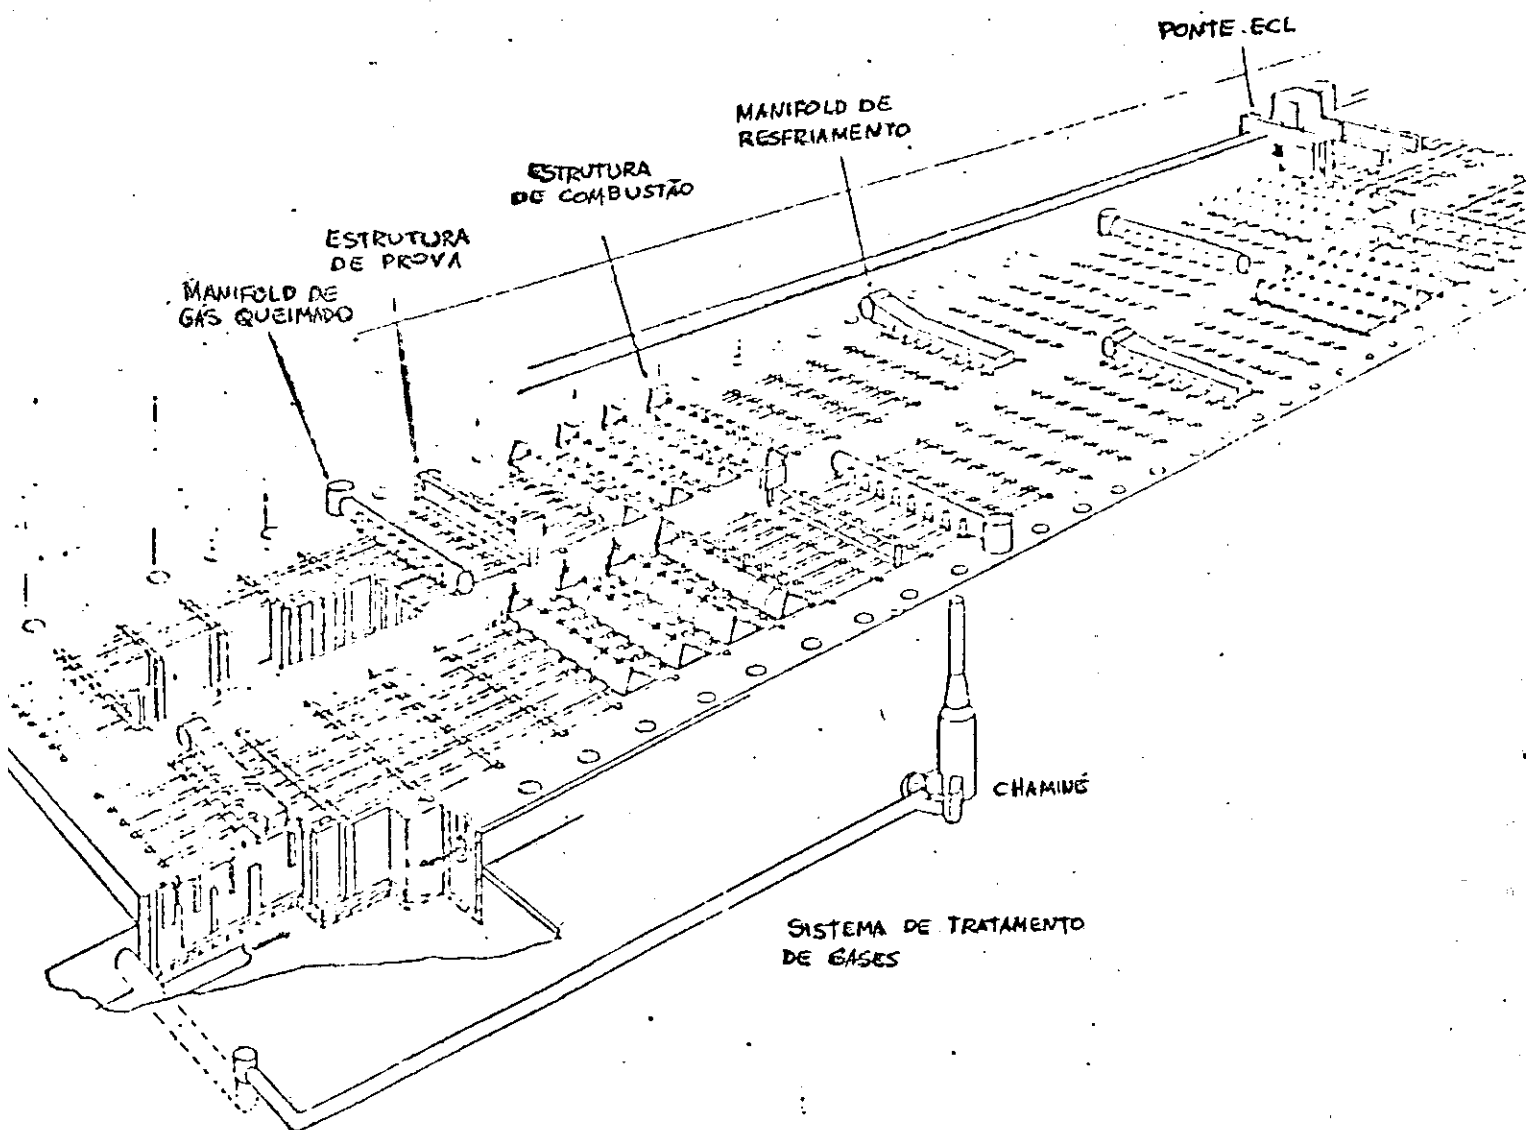 PONTE ECL
MANIFOLD DE
RESFRIAMENTO
ESTRUTURA
DE COMBUSTÃO
ESTRUTURA
DE PROVA
MANIFOLD DE
GÁS QUEIMADO
CHAMINÉ
SISTEMA DE TRATAMENTO
DE GASES